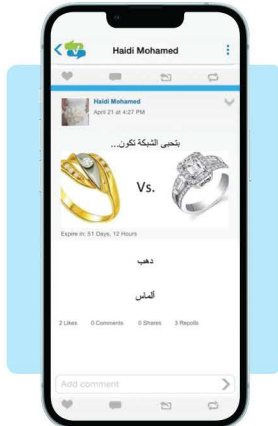 Haidi Mohamed
Haidi Mohamed
April 21 at 4:27 PM
بتحبى الشبكة تكون...
Vs.
Expire in: 51 Days, 12 Hours
دهب
ألماس
2 Likes 0 Comments 0 Shares 3 Repolls
Add comment